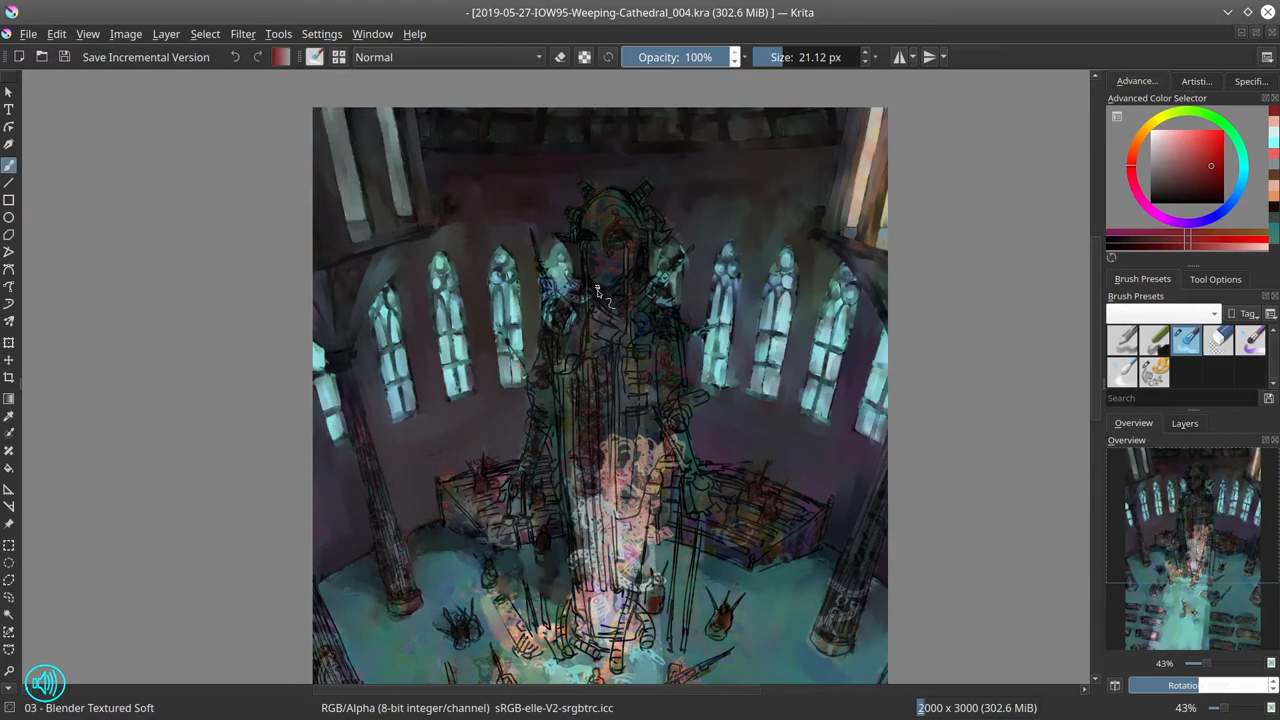 - [2019-05-27-IOW95-Weeping-Cathedral_004.kra (302.6 MiB) ] — Krita
File Edit View Image Layer Select Filter Tools Settings Window Help
Save Incremental Version Normal Opacity: 100% Size: 21.12 px
Advance... Artisti... Specifi...
Advanced Color Selector
Brush Presets Tool Options
Brush Presets
Tag
Search
Overview Layers
Overview
43%
Rotatio
03 - Blender Textured Soft RGB/Alpha (8-bit integer/channel) sRGB-elle-V2-srgbtrc.icc 2000 x 3000 (302.6 MiB) 43%